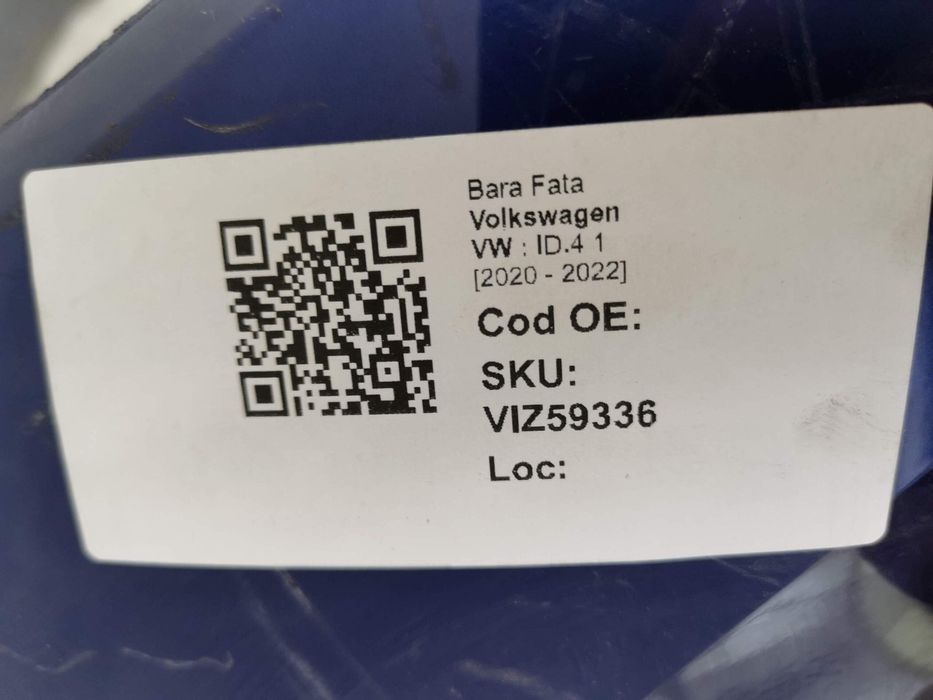 Bara Fata
Volkswagen
VW : ID.4 1
[2020 - 2022]
Cod OE:
SKU:
VIZ59336
Loc: